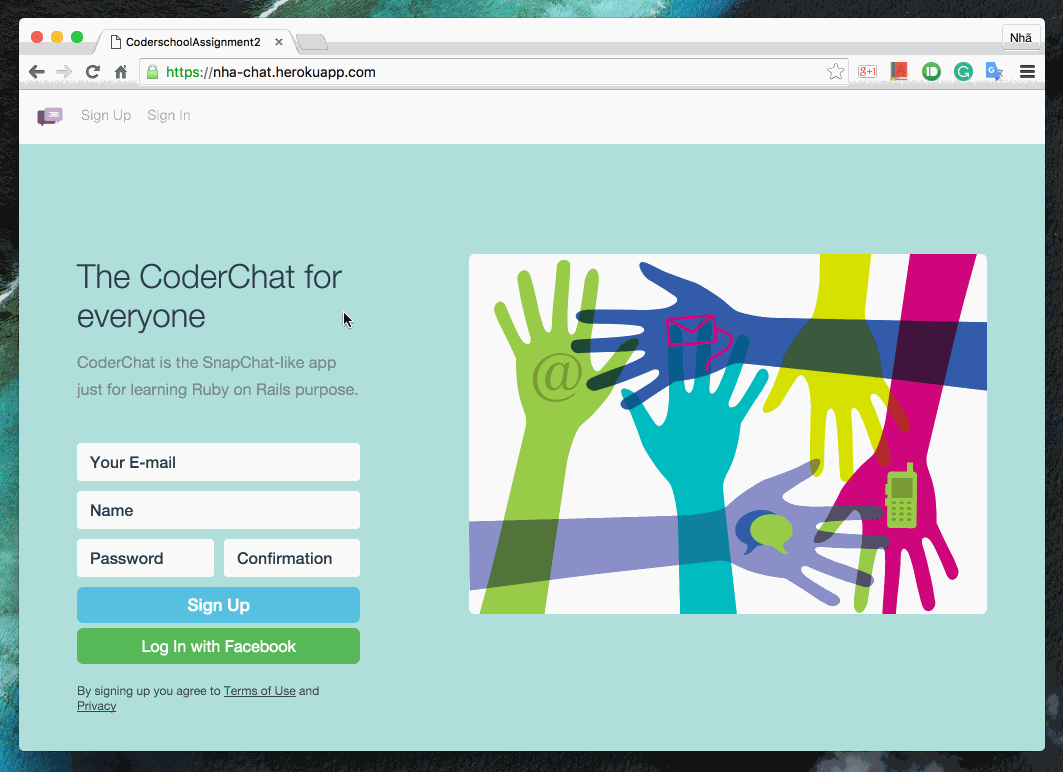 CoderschoolAssignment2
Nhã
https://nha-chat.herokuapp.com
g+1
Sign Up Sign In
The CoderChat for
everyone
CoderChat is the SnapChat-like app
just for learning Ruby on Rails purpose.
@
Your E-mail
Name
Password Confirmation
Sign Up
Log In with Facebook
By signing up you agree to Terms of Use and
Privacy